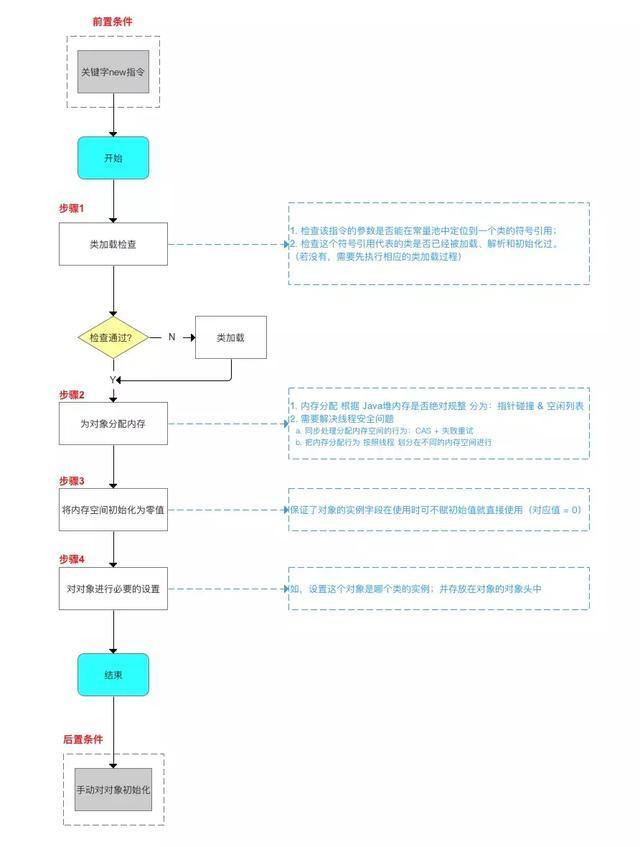 前置条件
关键字new指令
开始
步骤1
类加载检查
1. 检查该指令的参数是否能在常量池中定位到一个类的符号引用；
2. 检查这个符号引用代表的类是否已经被加载、解析和初始化过。
（若没有，需要先执行相应的类加载过程）
检查通过?
N
类加载
Y
步骤2
为对象分配内存
1. 内存分配 根据 Java堆内存是否绝对规整 分为：指针碰撞 & 空闲列表
2. 需要解决线程安全问题
a. 同步处理分配内存空间的行为：CAS + 失败重试
b. 把内存分配行为 按照线程 划分在不同的内存空间进行
步骤3
将内存空间初始化为零值
保证了对象的实例字段在使用时可不赋初始值就直接使用（对应值 = 0）
步骤4
对对象进行必要的设置
如，设置这个对象是哪个类的实例；并存放在对象的对象头中
结束
后置条件
手动对对象初始化